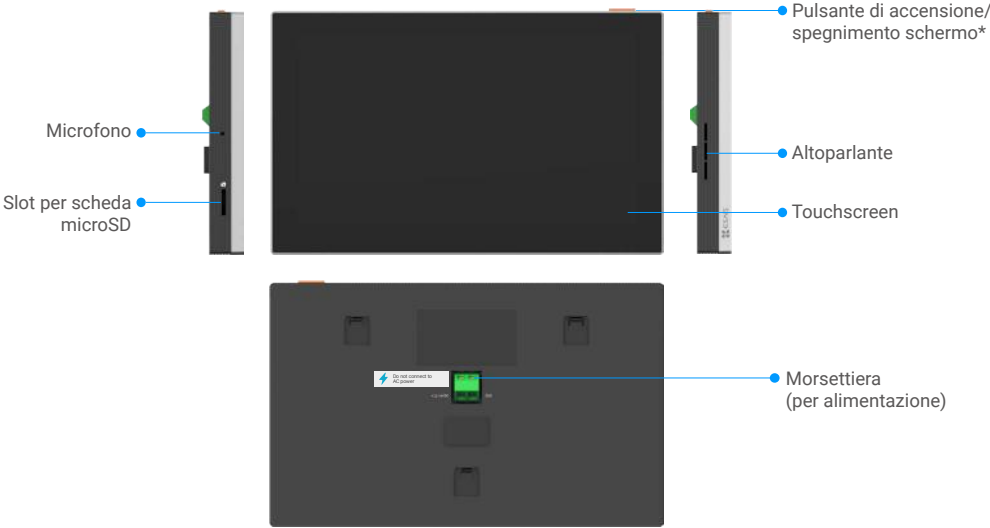 Pulsante di accensione/
spegnimento schermo*
Microfono
Altoparlante
Slot per scheda
microSD
Touchscreen
EZVIZ
Do not connect to
AC power
Morsettiera
(per alimentazione)